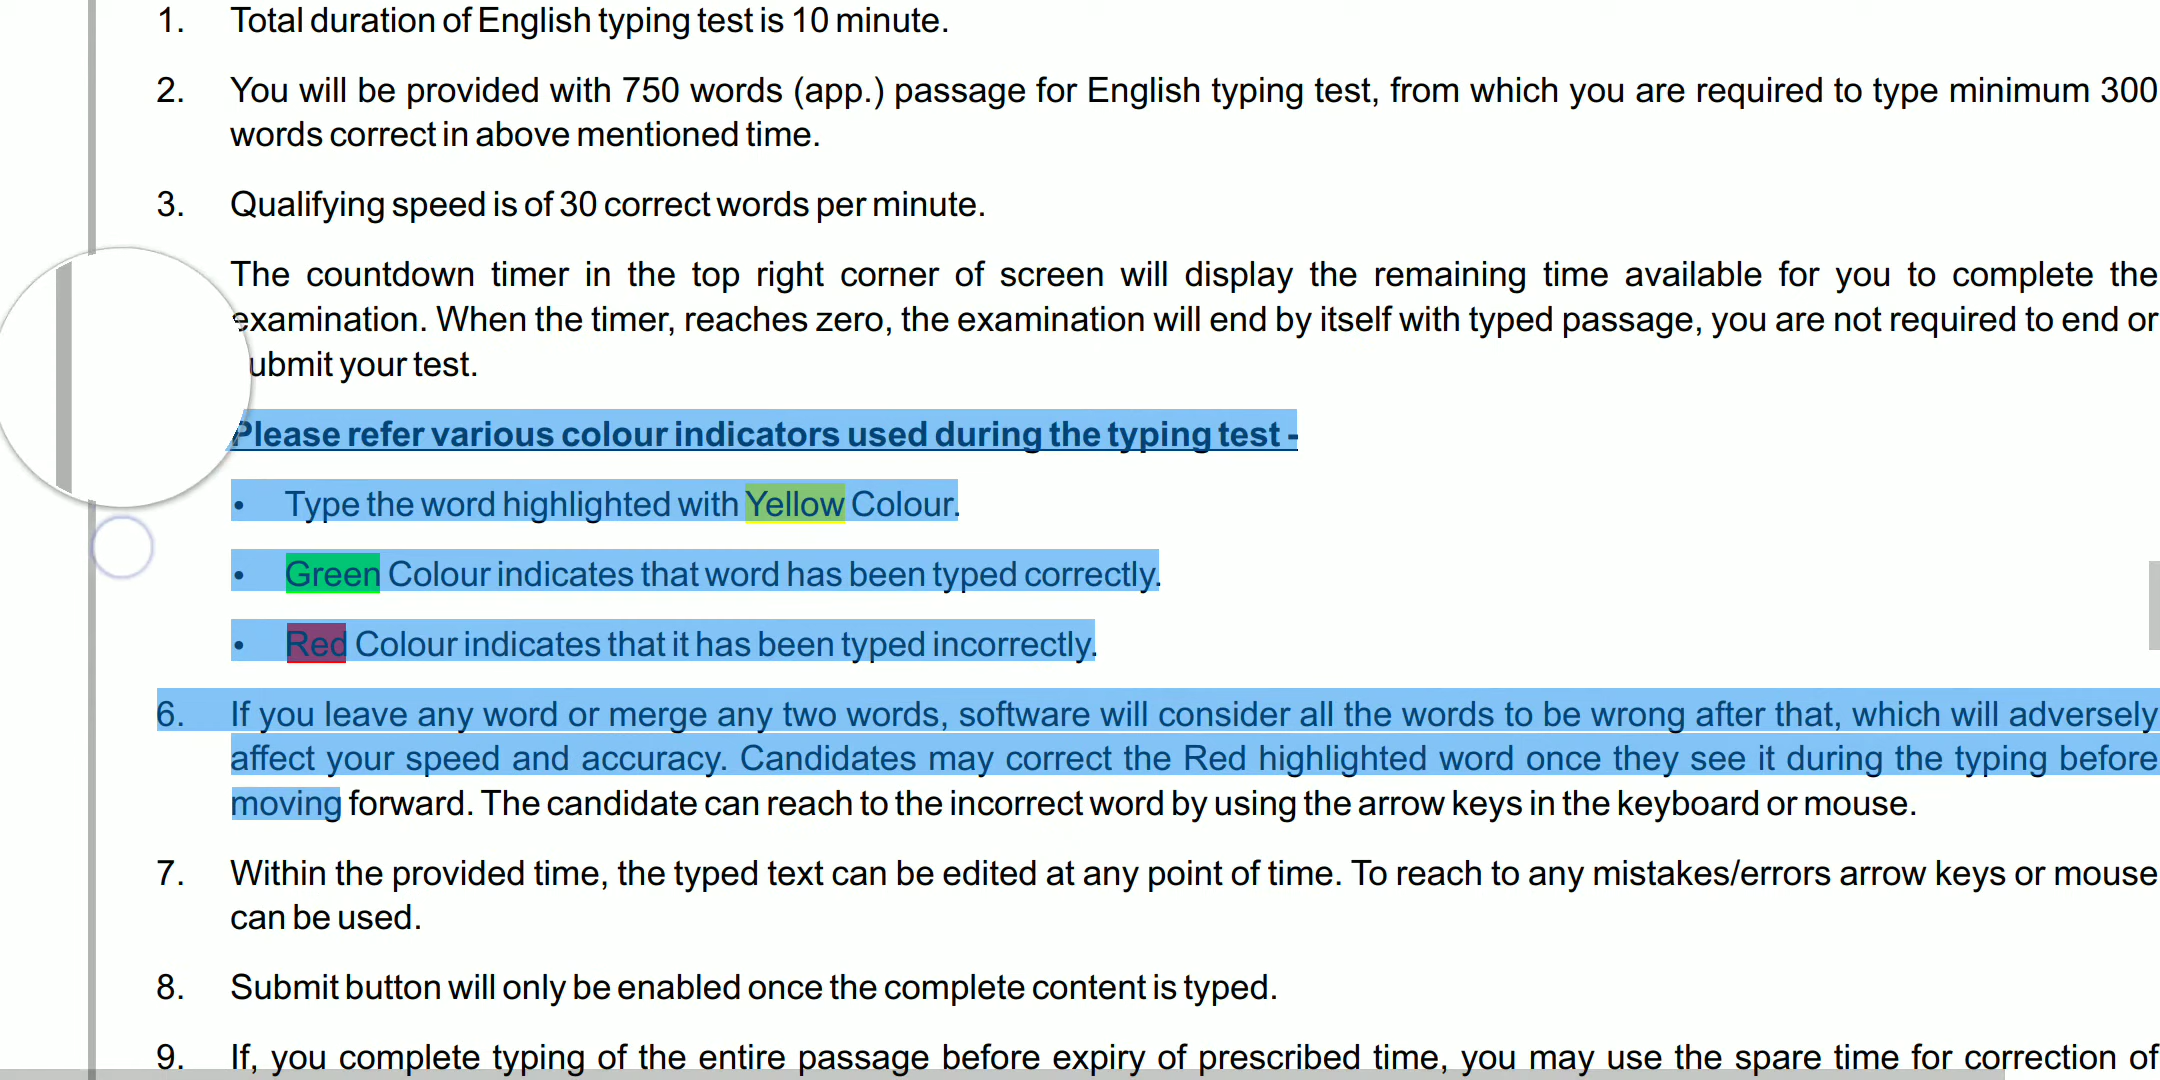 1. Total duration of English typing test is 10 minute.
2. You will be provided with 750 words (app.) passage for English typing test, from which you are required to type minimum 300
words correct in above mentioned time.
3. Qualifying speed is of 30 correct words per minute.
The countdown timer in the top right corner of screen will display the remaining time available for you to complete the
examination. When the timer, reaches zero, the examination will end by itself with typed passage, you are not required to end or
ubmit your test.
Please refer various colour indicators used during the typing test -
• Type the word highlighted with Yellow Colour.
• Green Colour indicates that word has been typed correctly.
• Red Colour indicates that it has been typed incorrectly.
6. If you leave any word or merge any two words, software will consider all the words to be wrong after that, which will adversely
affect your speed and accuracy. Candidates may correct the Red highlighted word once they see it during the typing before
moving forward. The candidate can reach to the incorrect word by using the arrow keys in the keyboard or mouse.
7. Within the provided time, the typed text can be edited at any point of time. To reach to any mistakes/errors arrow keys or mouse
can be used.
8. Submit button will only be enabled once the complete content is typed.
9. If, you complete typing of the entire passage before expiry of prescribed time, you may use the spare time for correction of